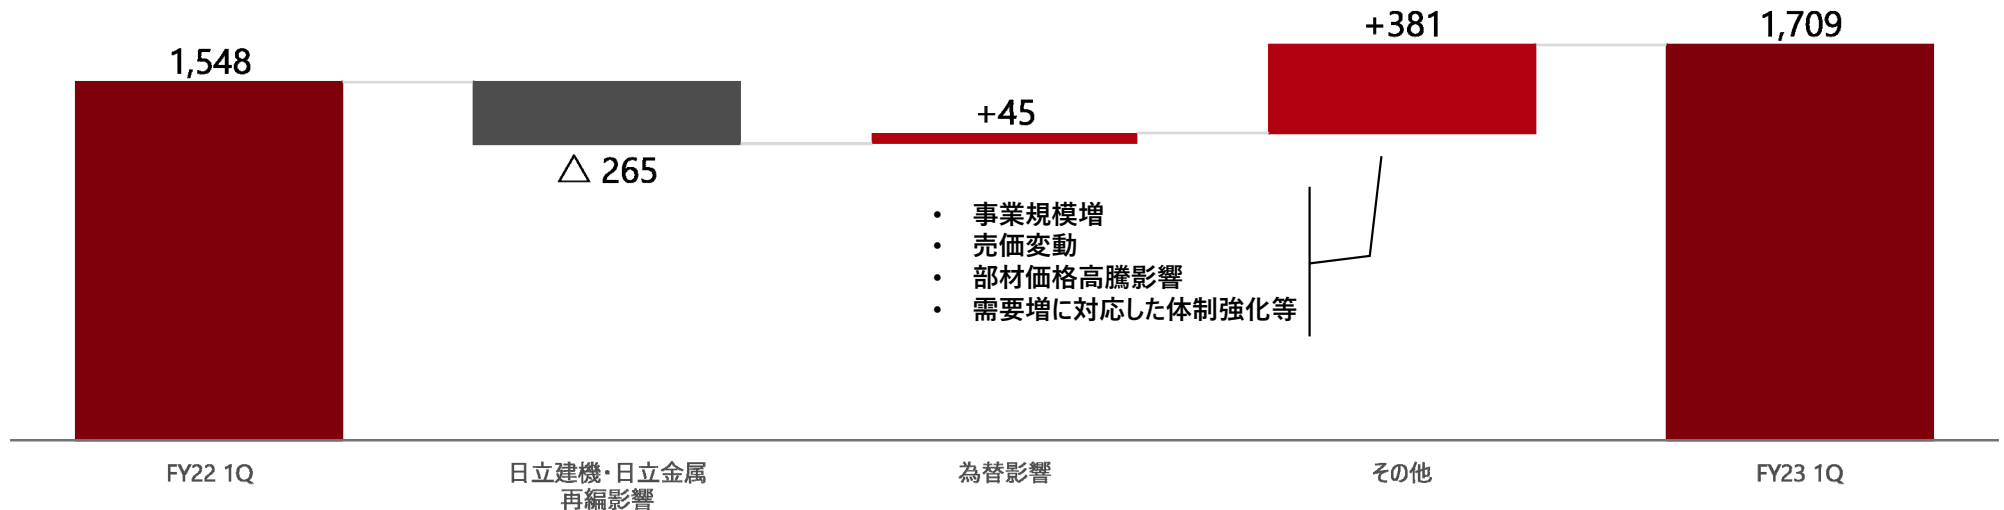 1,548
△ 265
+45
+381
1,709
• 事業規模増
• 売価変動
• 部材価格高騰影響
• 需要増に対応した体制強化等
FY22 1Q
日立建機・日立金属
再編影響
為替影響
その他
FY23 1Q